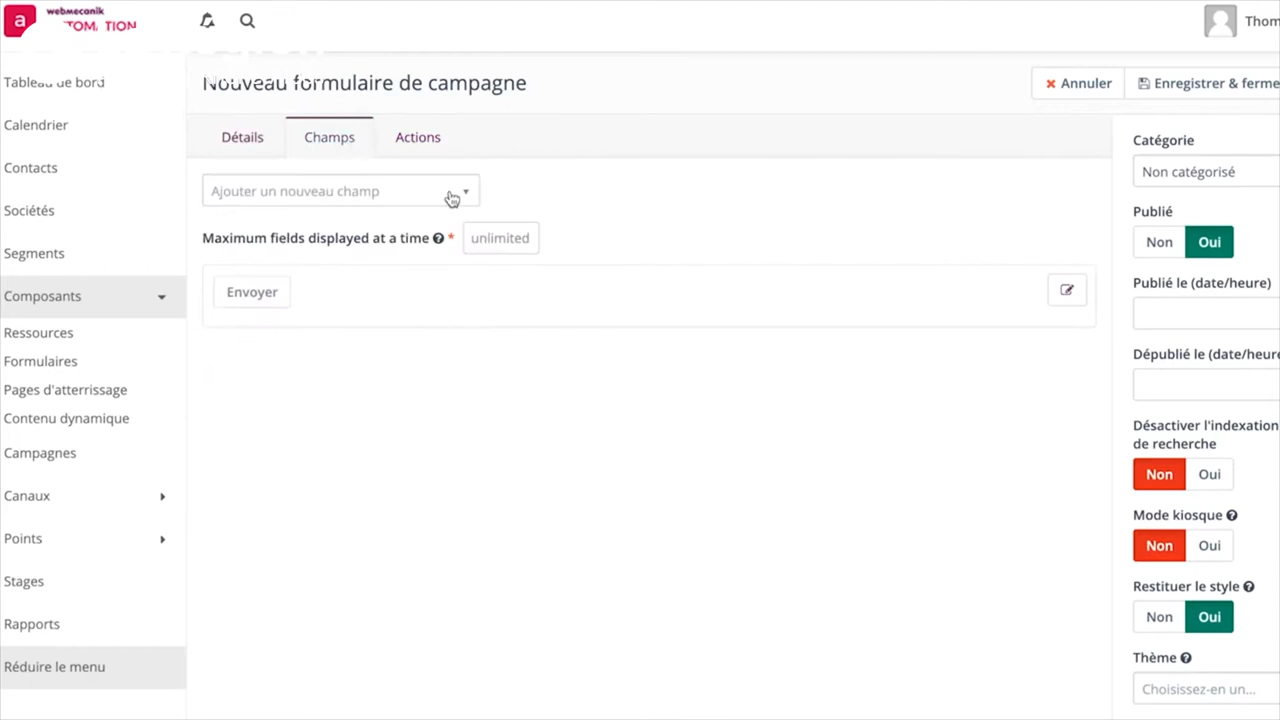 webmecanik
TOM TION
Thom
Tableau de bord
Calendrier
Contacts
Sociétés
Segments
Composants
Ressources
Formulaires
Pages d'atterrissage
Contenu dynamique
Campagnes
Canaux
Points
Stages
Rapports
Réduire le menu
Nouveau formulaire de campagne
Annuler
Enregistrer & ferme
Détails
Champs
Actions
Ajouter un nouveau champ
Maximum fields displayed at a time * unlimited
Envoyer
Catégorie
Non catégorisé
Publié
Non Oui
Publié le (date/heure)
Dépublié le (date/heure
Désactiver l'indexation
de recherche
Non Oui
Mode kiosque
Non Oui
Restituer le style
Non Oui
Thème
Choisissez-en un...